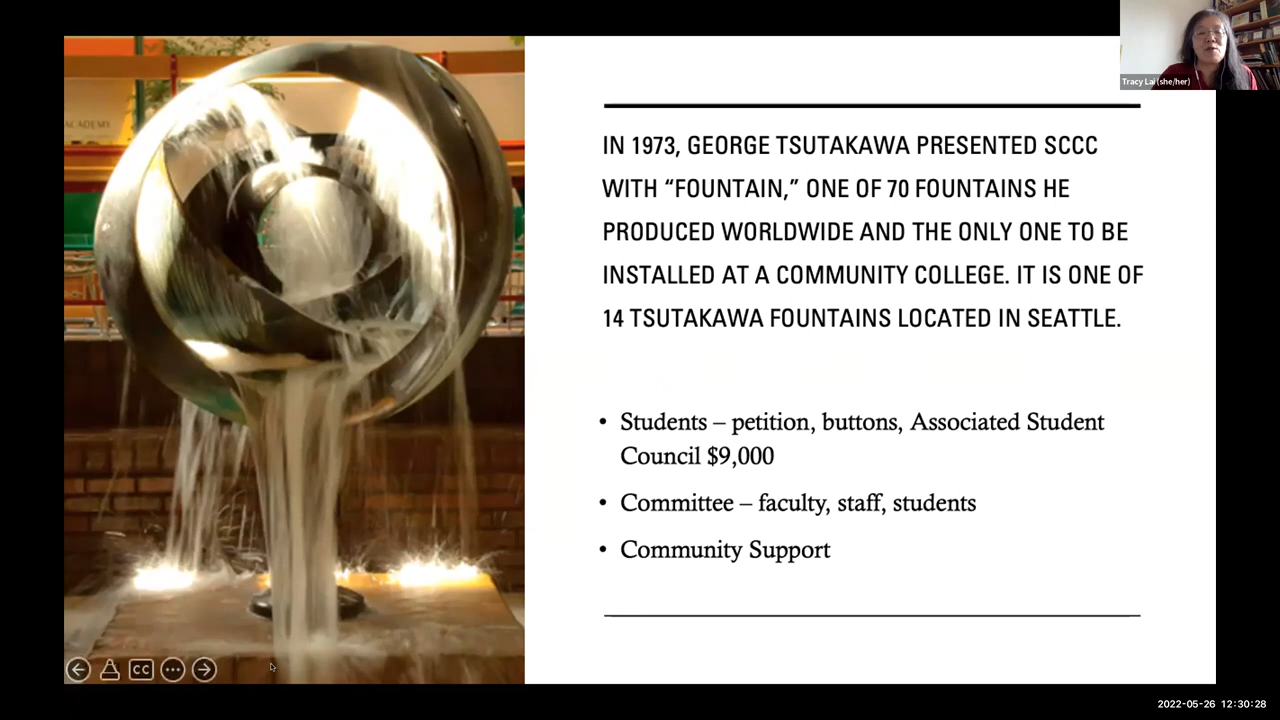 ACADEMY
Tracy Lai (she/her)
IN 1973, GEORGE TSUTAKAWA PRESENTED SCCC
WITH “FOUNTAIN,” ONE OF 70 FOUNTAINS HE
PRODUCED WORLDWIDE AND THE ONLY ONE TO BE
INSTALLED AT A COMMUNITY COLLEGE. IT IS ONE OF
14 TSUTAKAWA FOUNTAINS LOCATED IN SEATTLE.
• Students – petition, buttons, Associated Student
Council $9,000
• Committee – faculty, staff, students
• Community Support
CC
2022-05-26 12:30:28